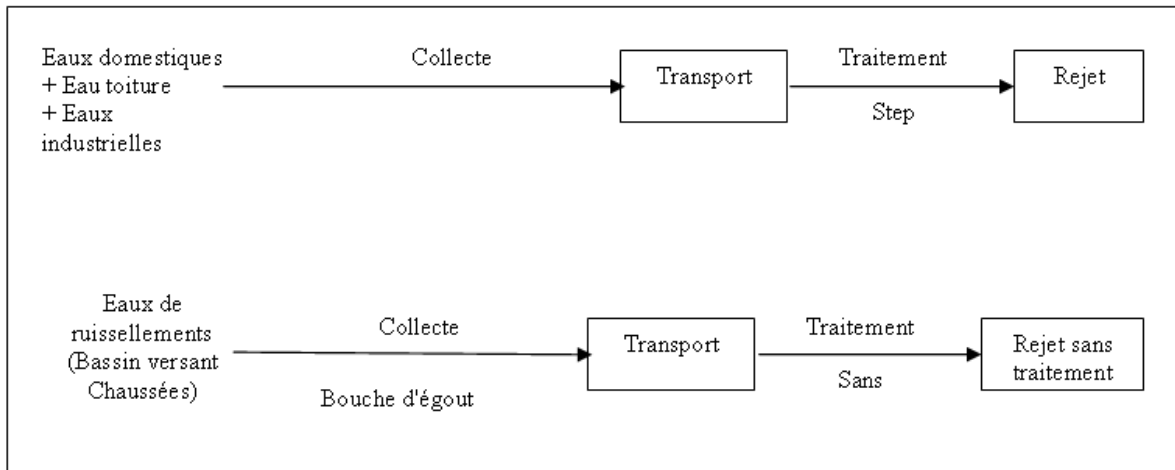 Eaux domestiques
+ Eau toiture
+ Eaux
industrielles
Collecte
Transport
Traitement
Step
Rejet
Eaux de
ruissellements
(Bassin versant
Chaussées)
Collecte
Bouche d'égout
Transport
Traitement
Sans
Rejet sans
traitement